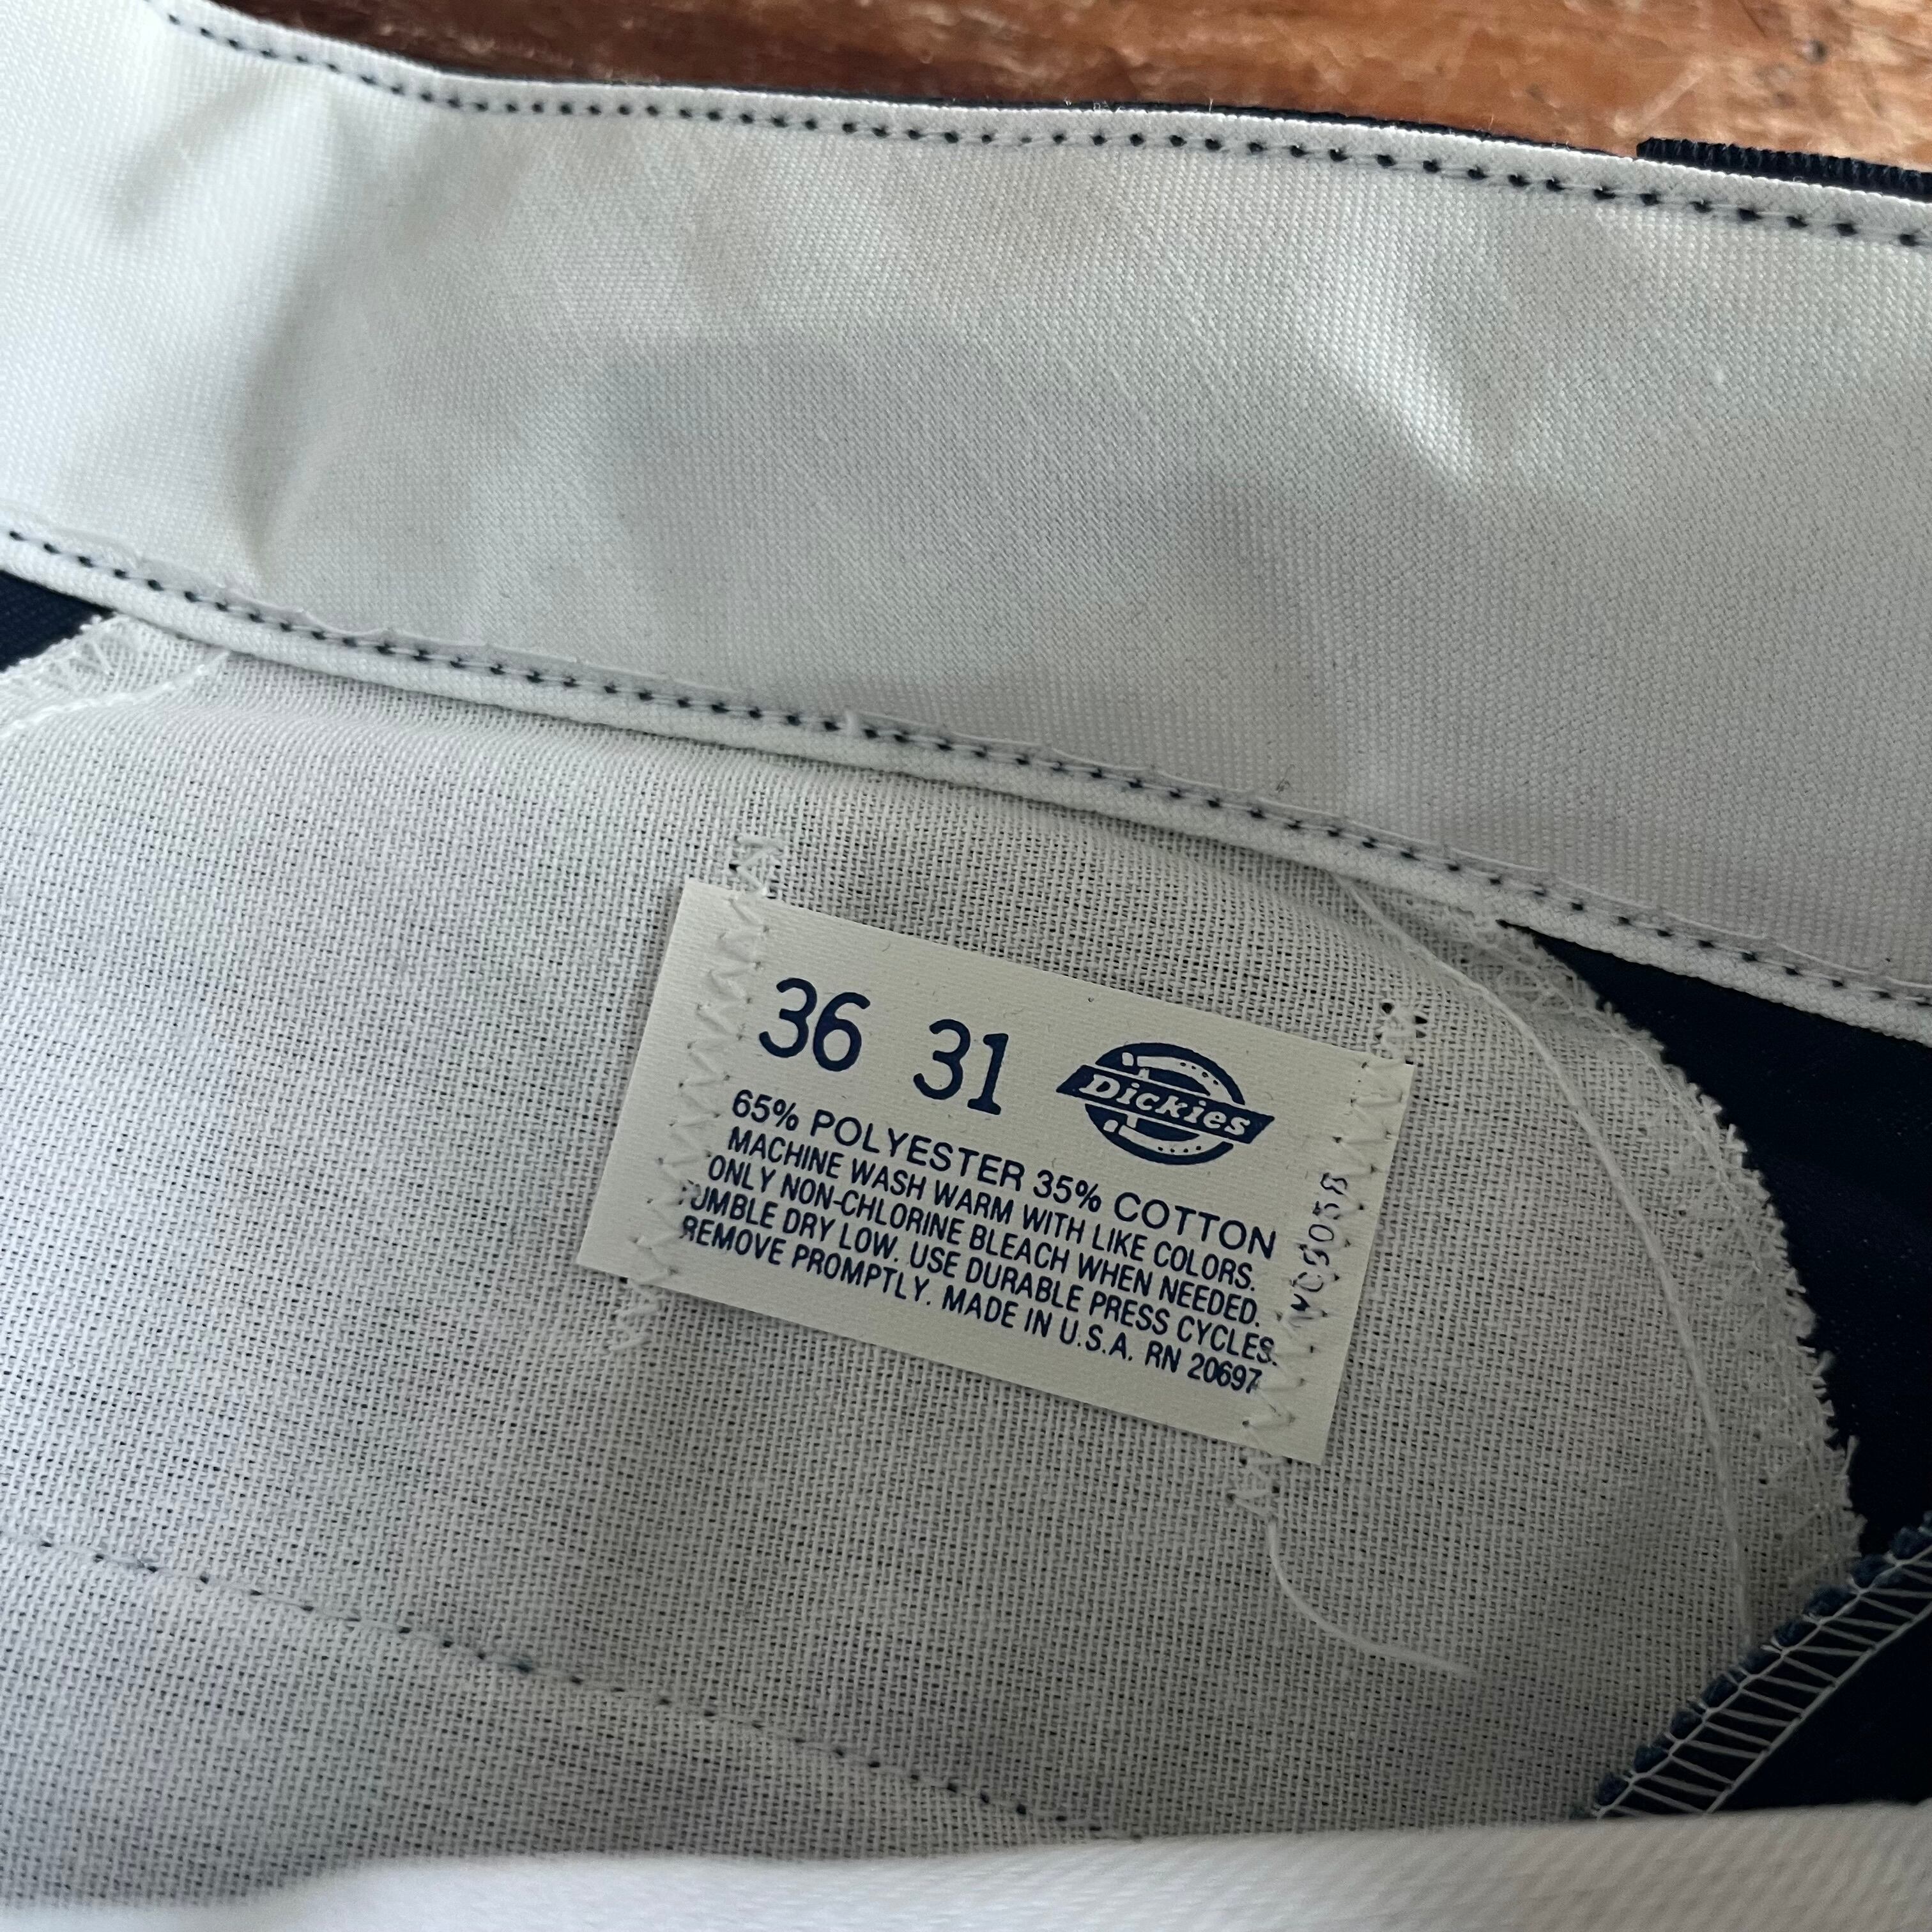 36 31 Dickies
65% POLYESTER 35% COTTON
MACHINE WASH WARM WITH LIKE COLORS.
ONLY NON-CHLORINE BLEACH WHEN NEEDED.
TUMBLE DRY LOW. USE DURABLE PRESS CYCLES.
REMOVE PROMPTLY. MADE IN U.S.A. RN 20697